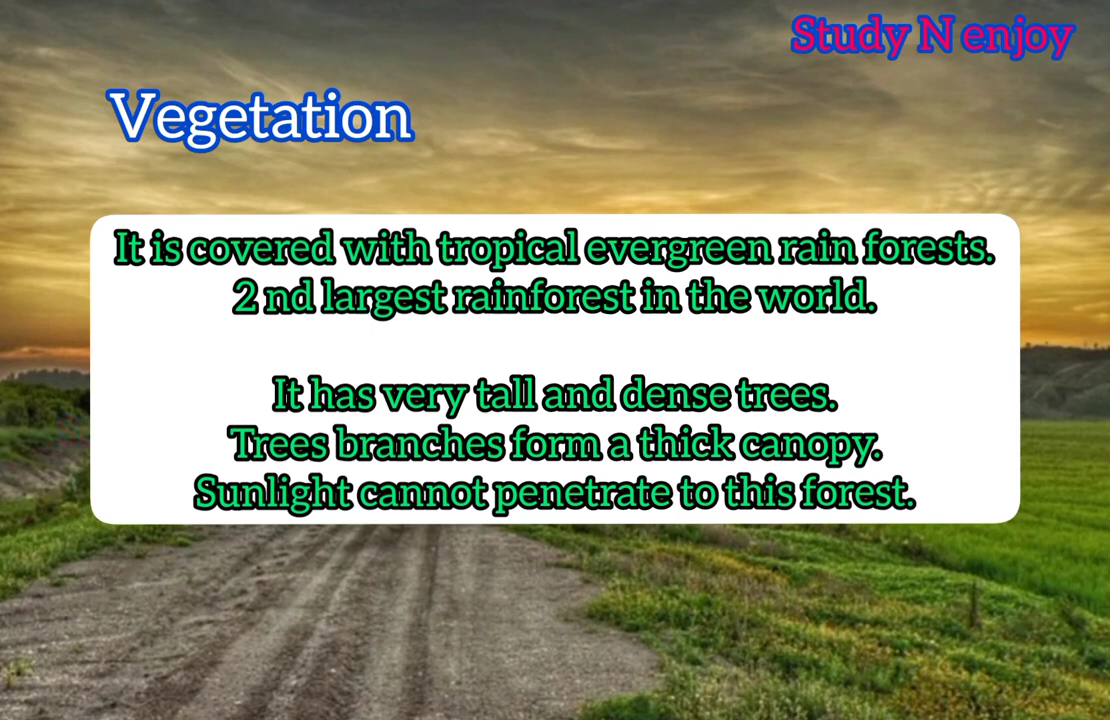 Study N enjoy
Vegetation
It is covered with tropical evergreen rain forests.
2 nd largest rainforest in the world.
It has very tall and dense trees.
Trees branches form a thick canopy.
Sunlight cannot penetrate to this forest.